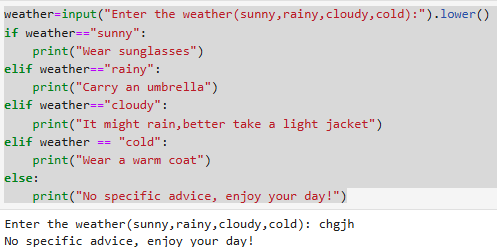 weather=input("Enter the weather(sunny,rainy,cloudy,cold):").lower()
if weather=="sunny":
    print("Wear sunglasses")
elif weather=="rainy":
    print("Carry an umbrella")
elif weather=="cloudy":
    print("It might rain,better take a light jacket")
elif weather == "cold":
    print("Wear a warm coat")
else:
    print("No specific advice, enjoy your day!")
Enter the weather(sunny,rainy,cloudy,cold): chgjh
No specific advice, enjoy your day!